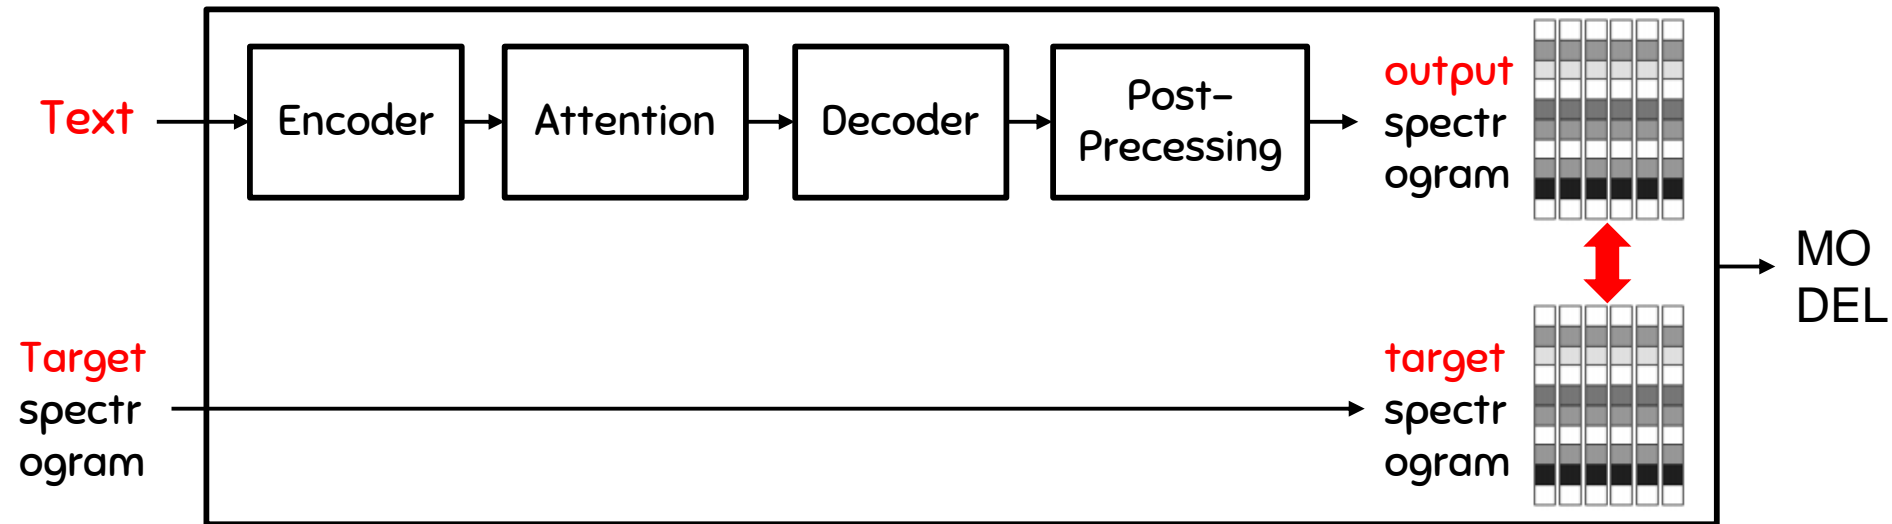 Text
Encoder
Attention
Decoder
Post-
Precessing
output
spectr
ogram
MO
DEL
Target
spectr
ogram
target
spectr
ogram